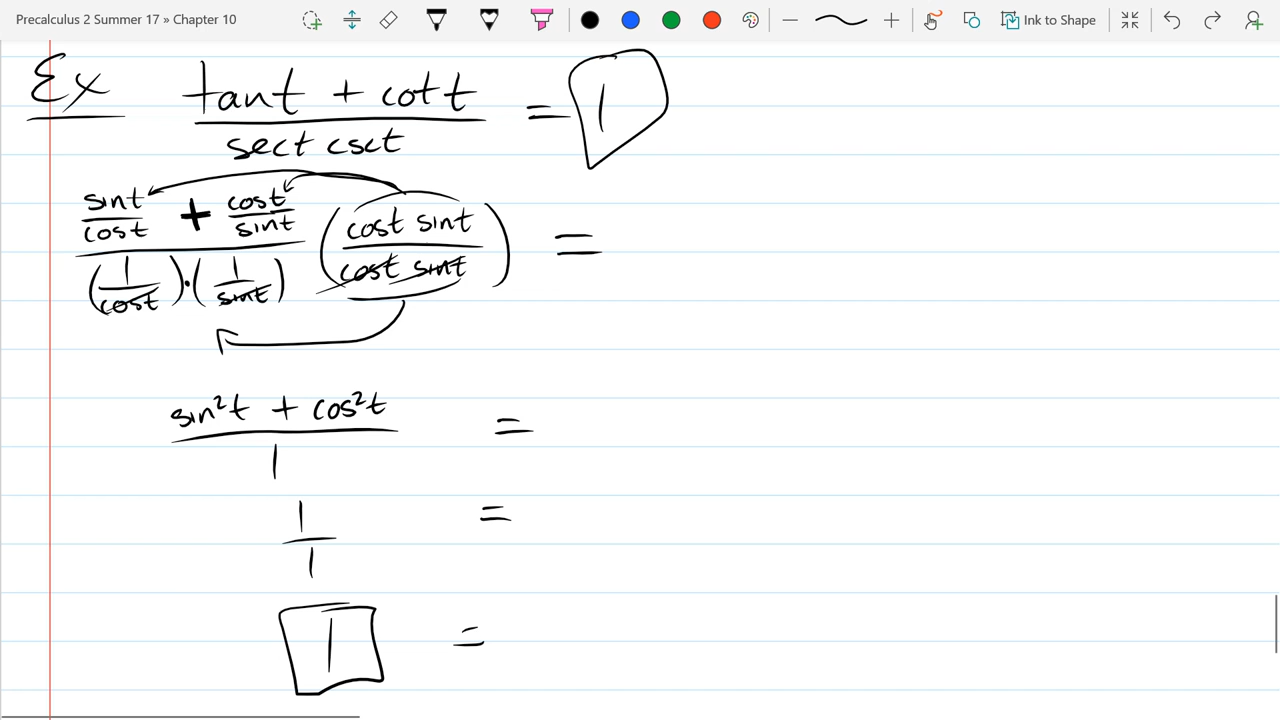 Precalculus 2 Summer 17 » Chapter 10
Ink to Shape
Ex tant + cott / sect csct = 1
(sint/cost + cost/sint) / ((1/cost)·(1/sint)) (cost sint / cost sint) =
sin²t + cos²t / 1 =
1/1 =
1 =